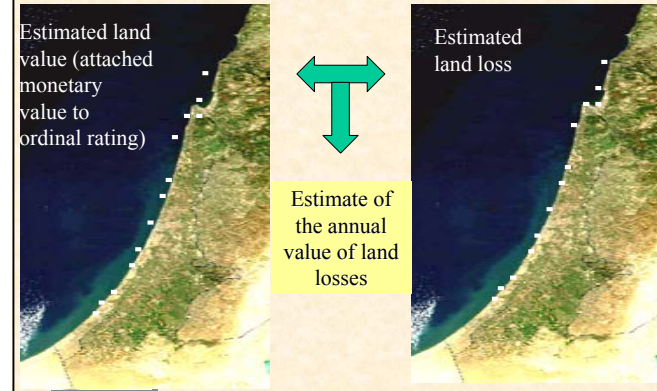 Estimated land
value (attached
monetary
value to
ordinal rating)
Estimated
land loss
Estimate of
the annual
value of land
losses